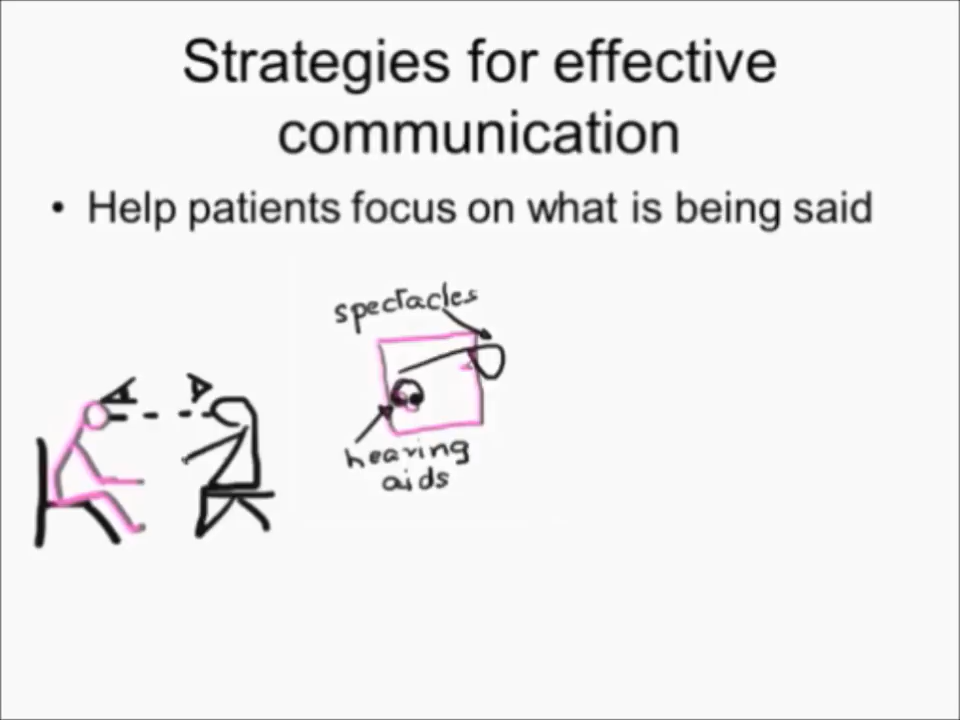 Strategies for effective
communication
• Help patients focus on what is being said
spectacles
hearing
aids